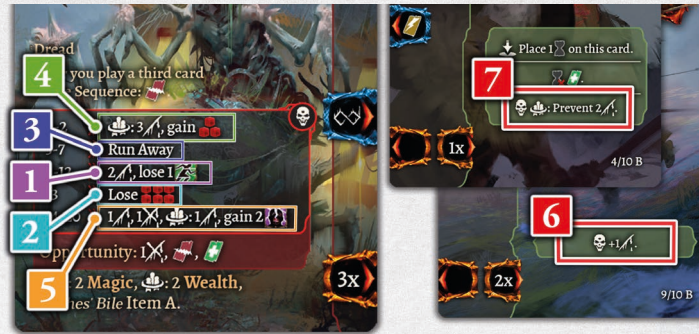 Dread
you play a third card
Sequence:
4
: 3, gain
3
Run Away
1
2, lose 1
2
Lose
5
1, 1, : 1, gain 2
Opportunity: 1, ,
2 Magic, : 2 Wealth,
Bile Item A.
3x
Place 1 on this card.
7
: Prevent 2.
1x
4/10 B
6
+1.
2x
9/10 B